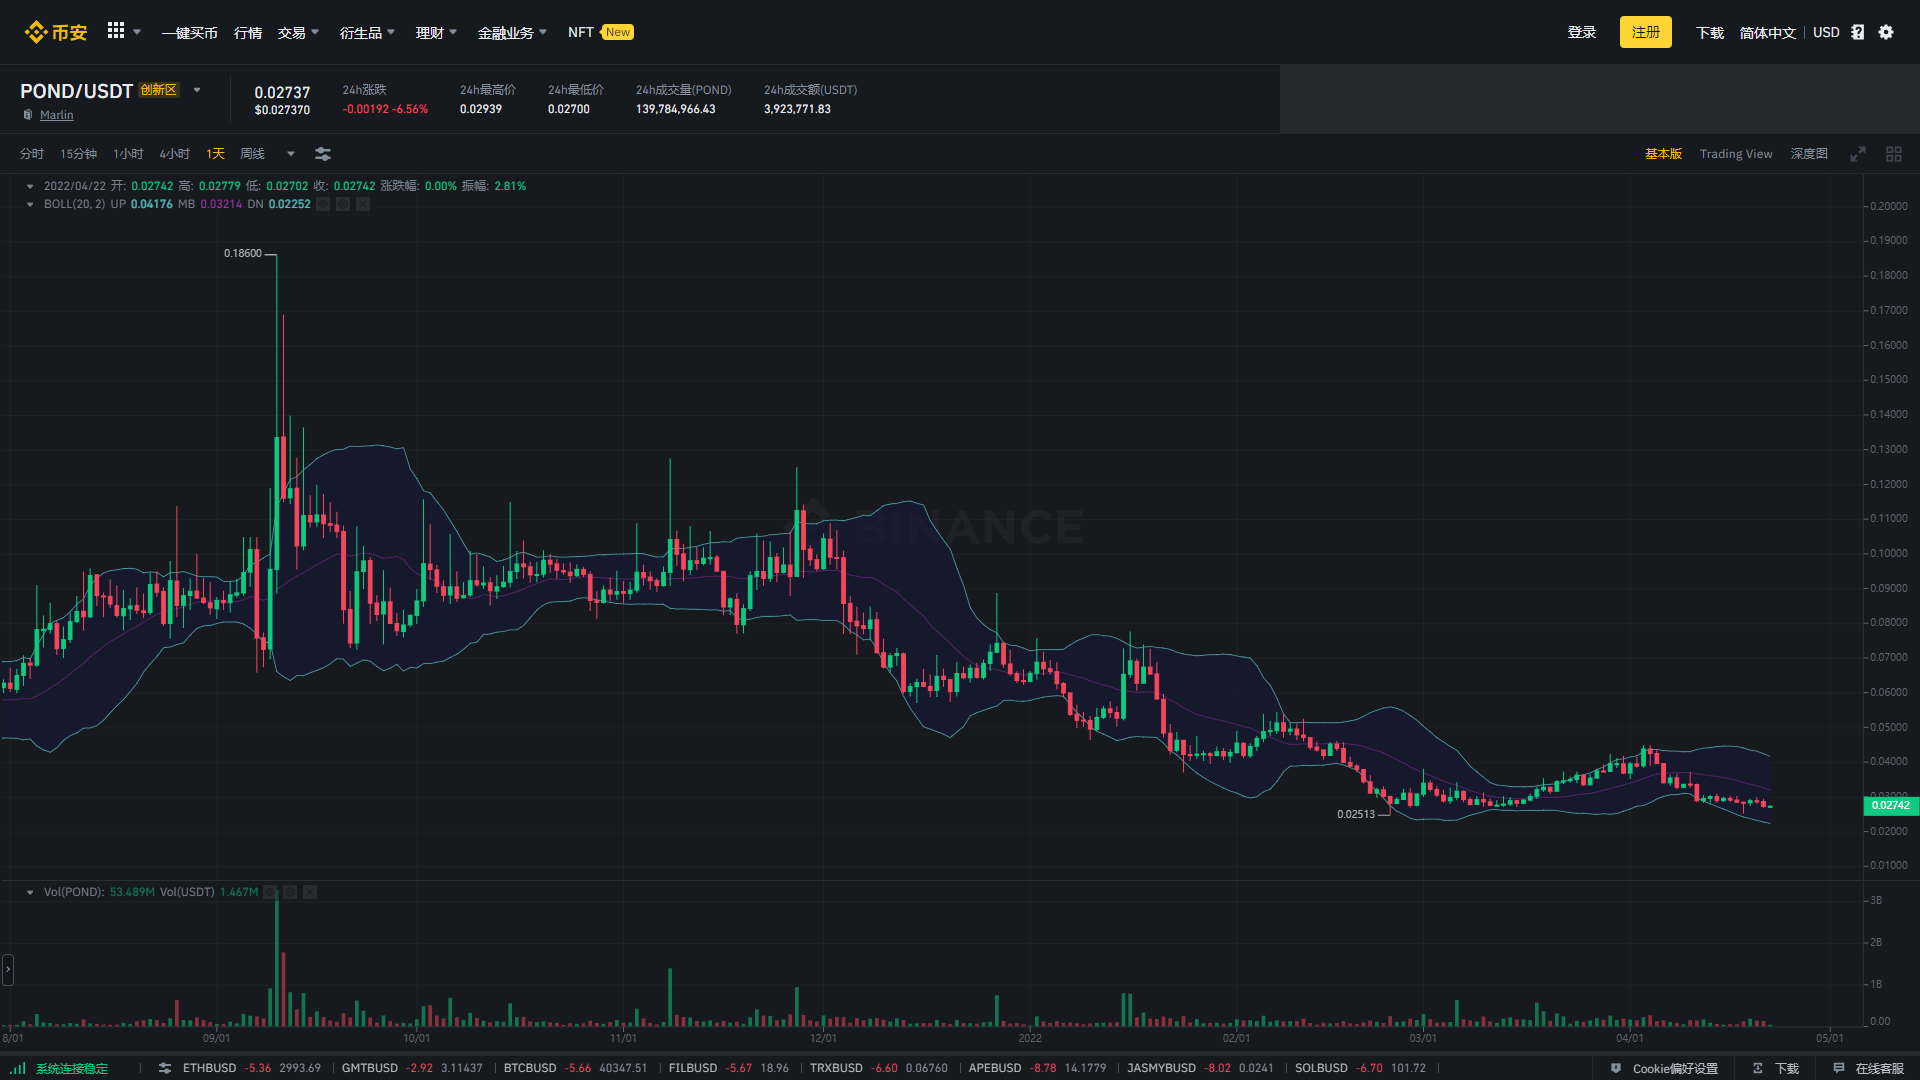 币安 一键买币 行情 交易 衍生品 理财 金融业务 NFT New 登录 注册 下载 简体中文 USD
POND/USDT 创新区
Marlin
0.02737
$0.027370
24h涨跌
-0.00192 -6.56%
24h最高价
0.02939
24h最低价
0.02700
24h成交量(POND)
139,784,966.43
24h成交额(USDT)
3,923,771.83
分时 15分钟 1小时 4小时 1天 周线 基本版 Trading View 深度图
2022/04/22 开: 0.02742 高: 0.02779 低: 0.02702 收: 0.02742 涨跌幅: 0.00% 振幅: 2.81%
BOLL(20, 2) UP 0.04176 MB 0.03214 DN 0.02252
0.20000
0.19000
0.18600
0.18000
0.17000
0.16000
0.15000
0.14000
0.13000
0.12000
0.11000
BINANCE
0.10000
0.09000
0.08000
0.07000
0.06000
0.05000
0.04000
0.03000
0.02742
0.02513
0.02000
0.01000
Vol(POND): 53.489M Vol(USDT) 1.467M
3B
2B
1B
0.00
8/01 09/01 10/01 11/01 12/01 2022 02/01 03/01 04/01 05/01
系统连接稳定 ETHBUSD -5.36 2993.69 GMTBUSD -2.92 3.11437 BTCBUSD -5.66 40347.51 FILBUSD -5.67 18.96 TRXBUSD -6.60 0.06760 APEBUSD -8.78 14.1779 JASMYBUSD -8.02 0.0241 SOLBUSD -6.70 101.72 Cookie偏好设置 下载 在线客服